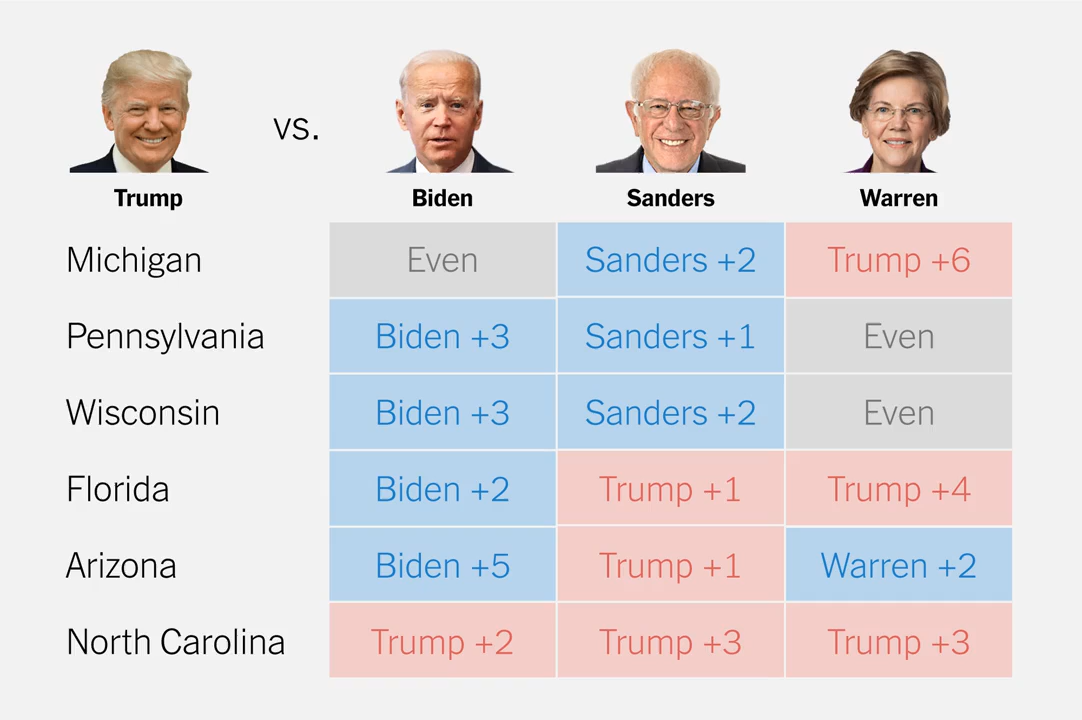 vs.
Trump Biden Sanders Warren
Michigan Even Sanders +2 Trump +6
Pennsylvania Biden +3 Sanders +1 Even
Wisconsin Biden +3 Sanders +2 Even
Florida Biden +2 Trump +1 Trump +4
Arizona Biden +5 Trump +1 Warren +2
North Carolina Trump +2 Trump +3 Trump +3